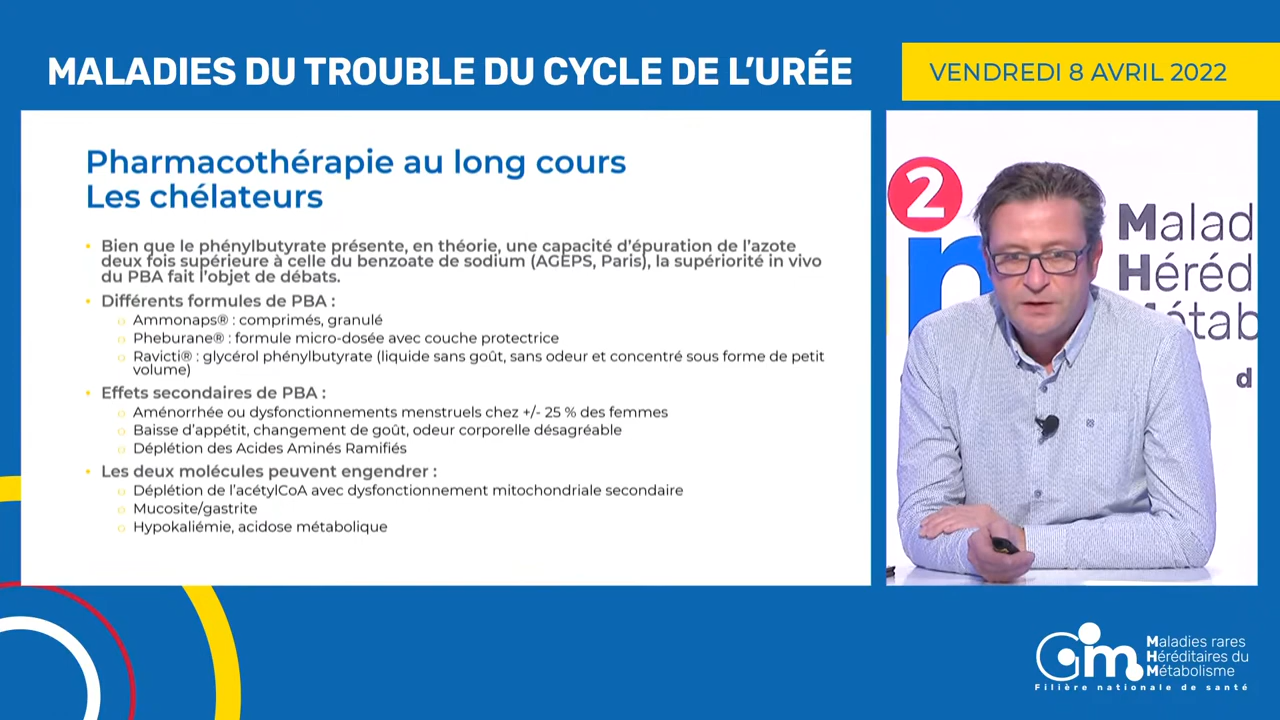 MALADIES DU TROUBLE DU CYCLE DE L'URÉE
VENDREDI 8 AVRIL 2022
Pharmacothérapie au long cours
Les chélateurs
• Bien que le phénylbutyrate présente, en théorie, une capacité d'épuration de l'azote
deux fois supérieure à celle du benzoate de sodium (AGEPS, Paris), la supériorité in vivo
du PBA fait l'objet de débats.
• Différents formules de PBA :
o Ammonaps® : comprimés, granulé
o Pheburane® : formule micro-dosée avec couche protectrice
o Ravicti® : glycérol phénylbutyrate (liquide sans goût, sans odeur et concentré sous forme de petit
volume)
• Effets secondaires de PBA :
o Aménorrhée ou dysfonctionnements menstruels chez +/- 25 % des femmes
o Baisse d'appétit, changement de goût, odeur corporelle désagréable
o Déplétion des Acides Aminés Ramifiés
• Les deux molécules peuvent engendrer :
o Déplétion de l'acétylCoA avec dysfonctionnement mitochondriale secondaire
o Mucosite/gastrite
o Hypokaliémie, acidose métabolique
2
Malad
Héréd
Métab
d
Maladies rares
Héréditaires du
Métabolisme
Filière nationale de santé